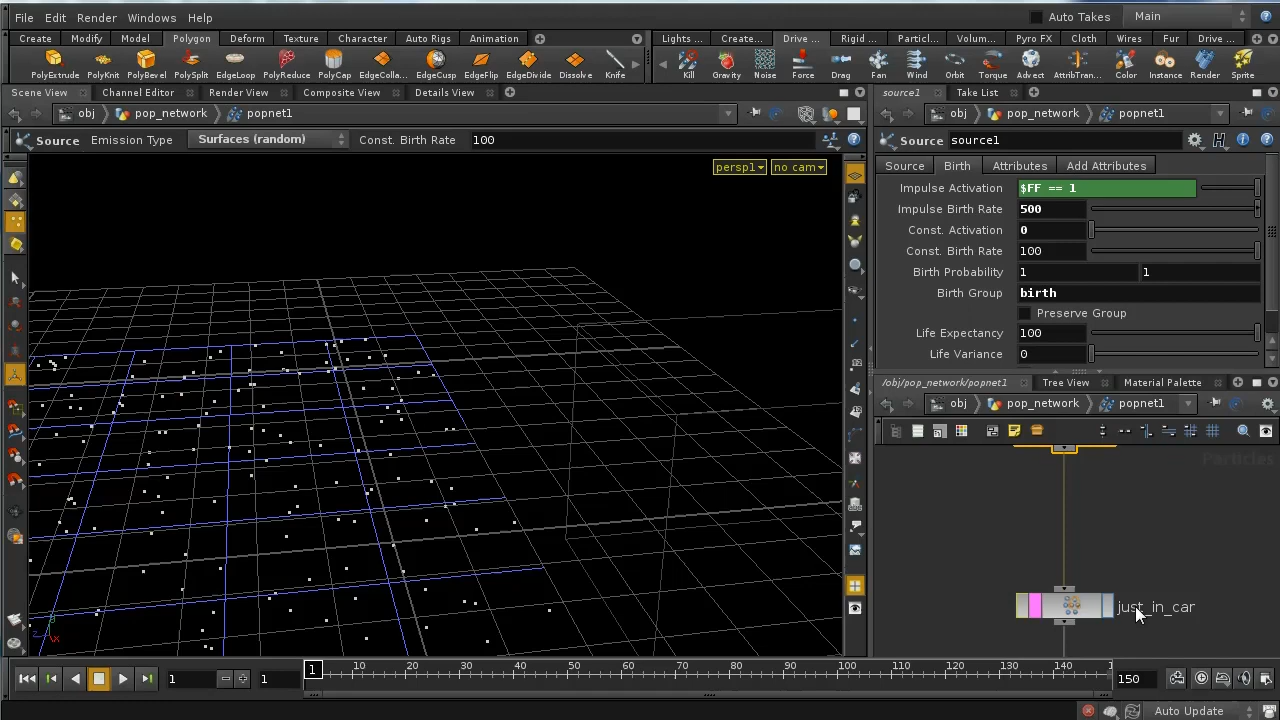 File Edit Render Windows Help Auto Takes Main
Create Modify Model Polygon Deform Texture Character Auto Rigs Animation Lights ... Create... Drive ... Rigid ... Particl... Volum... Pyro FX Cloth Wires Fur Drive ...
PolyExtrude PolyKnit PolyBevel PolySplit EdgeLoop PolyReduce PolyCap EdgeColla... EdgeCusp EdgeFlip EdgeDivide Dissolve Knife Kill Gravity Noise Force Drag Fan Wind Orbit Torque Advect AttribTran... Color Instance Render Sprite
Scene View Channel Editor Render View Composite View Details View source1 Take List
obj pop_network popnet1 obj pop_network popnet1
Source Emission Type Surfaces (random) Const. Birth Rate 100 Source source1
persp1 no cam Source Birth Attributes Add Attributes
Impulse Activation $FF == 1
Impulse Birth Rate 500
Const. Activation 0
Const. Birth Rate 100
Birth Probability 1 1
Birth Group birth
Preserve Group
Life Expectancy 100
Life Variance 0
/obj/pop_network/popnet1 Tree View Material Palette
obj pop_network popnet1
Particles
just_in_car
1 10 20 30 40 50 60 70 80 90 100 110 120 130 140 1
1 1 150
Auto Update